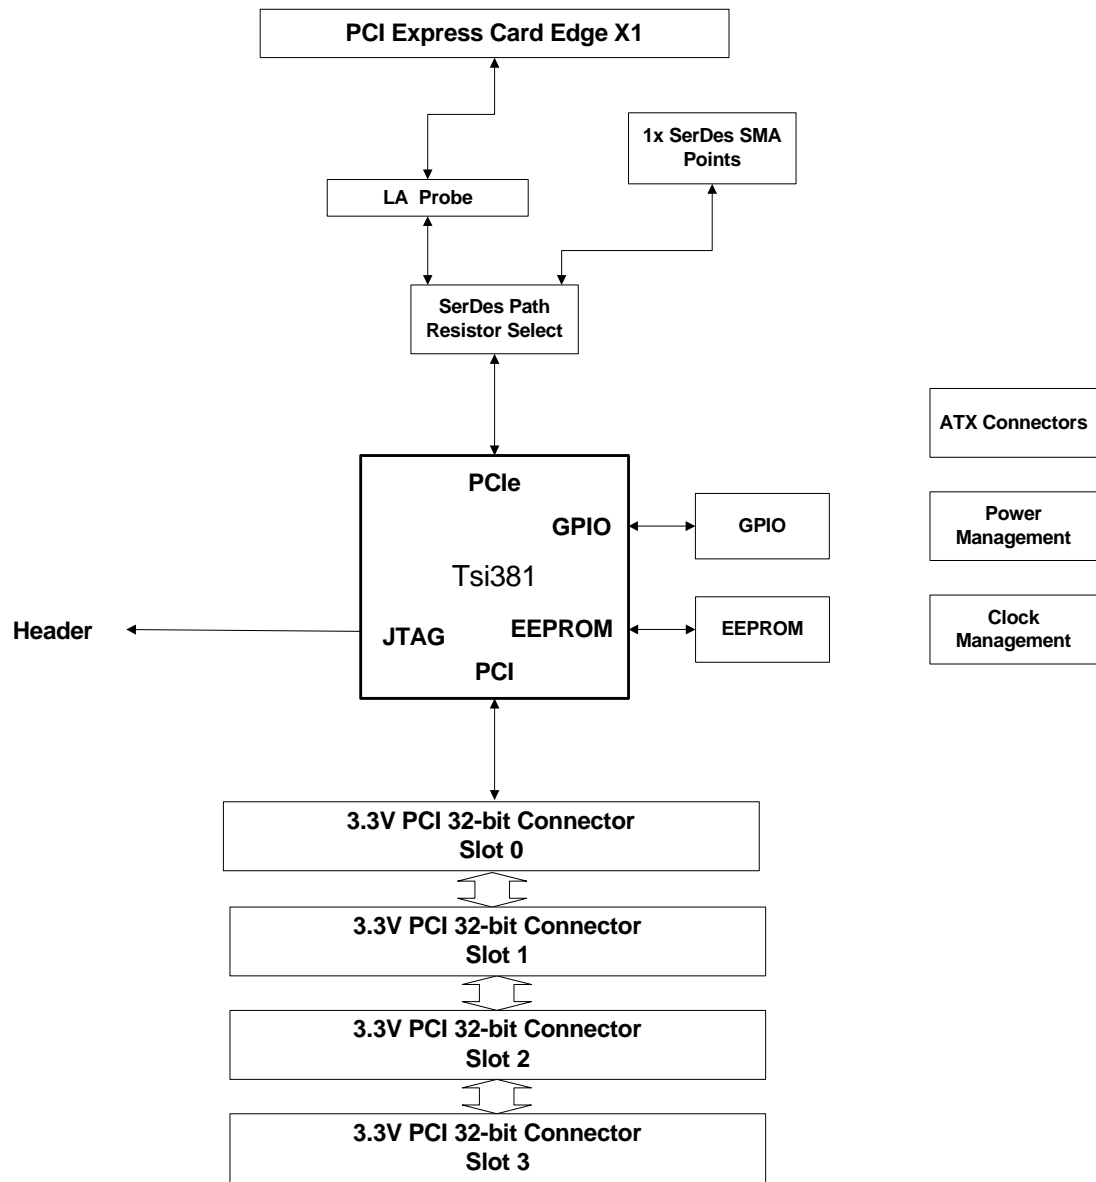 PCI Express Card Edge X1
1x SerDes SMA
Points
LA Probe
SerDes Path
Resistor Select
ATX Connectors
PCIe
GPIO
GPIO
Power
Management
Tsi381
Header
JTAG
EEPROM
EEPROM
Clock
Management
PCI
3.3V PCI 32-bit Connector
Slot 0
3.3V PCI 32-bit Connector
Slot 1
3.3V PCI 32-bit Connector
Slot 2
3.3V PCI 32-bit Connector
Slot 3